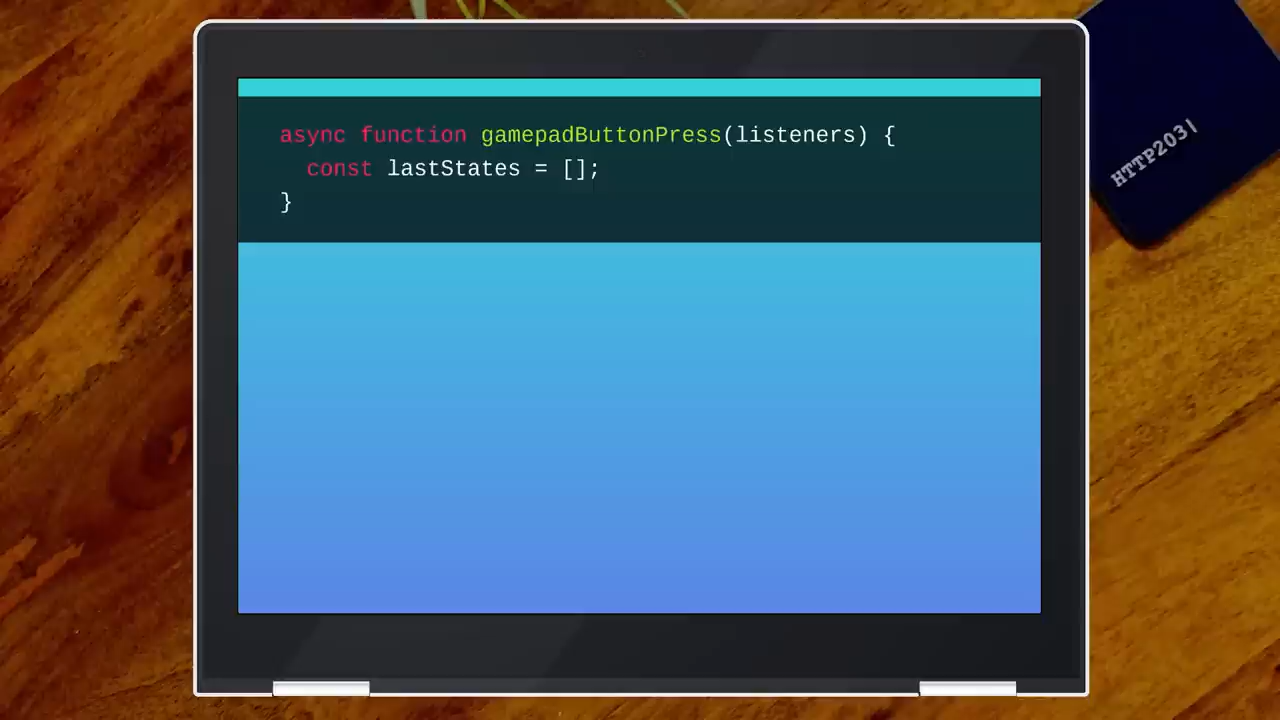 async function gamepadButtonPress(listeners) {
  const lastStates = [];
}
HTTP203|